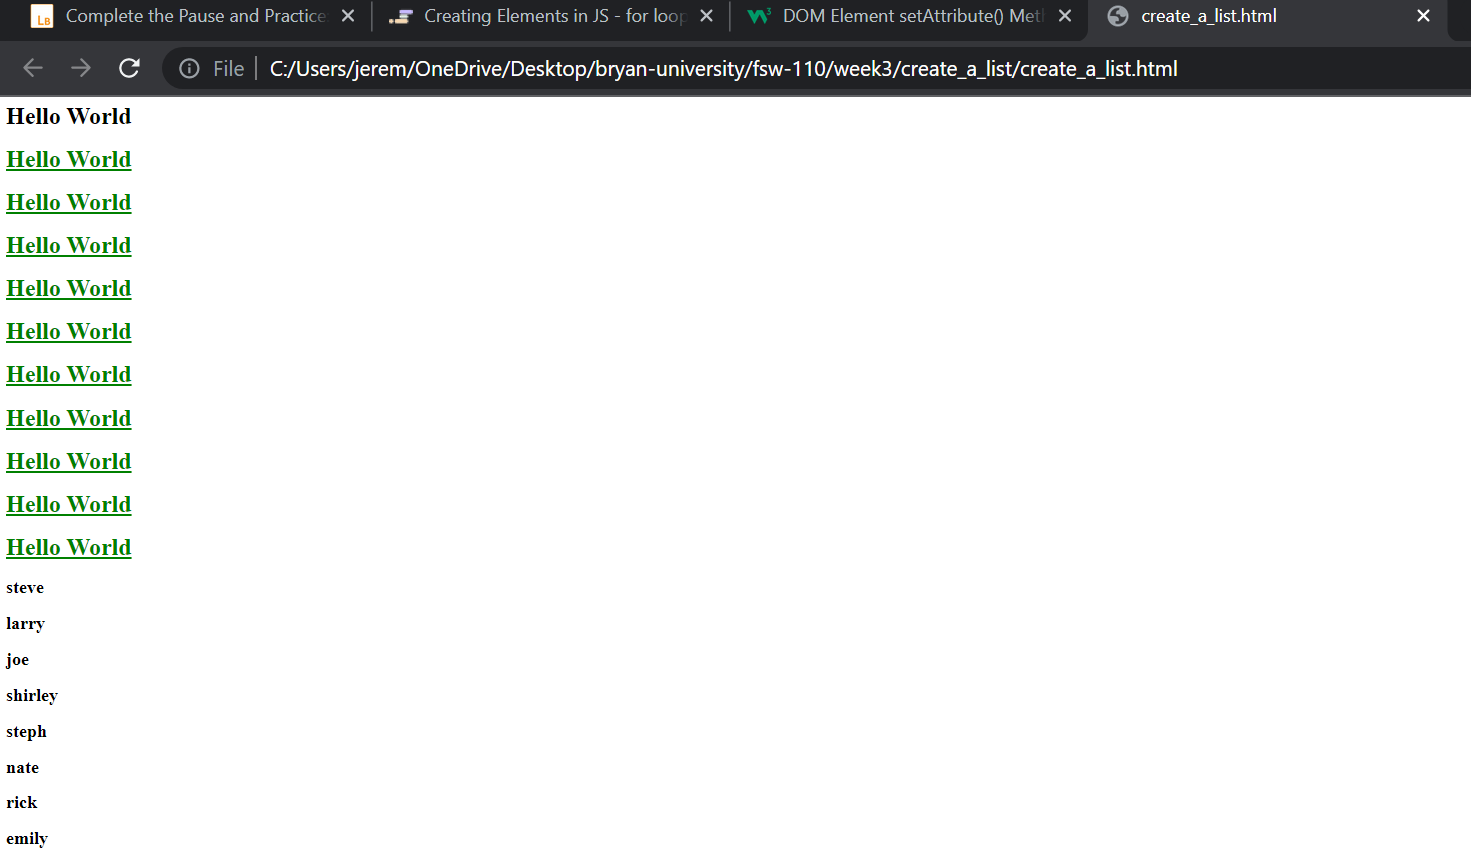 LB Complete the Pause and Practice
Creating Elements in JS - for loop
W3 DOM Element setAttribute() Met
create_a_list.html
File C:/Users/jerem/OneDrive/Desktop/bryan-university/fsw-110/week3/create_a_list/create_a_list.html
Hello World
Hello World
Hello World
Hello World
Hello World
Hello World
Hello World
Hello World
Hello World
Hello World
Hello World
steve
larry
joe
shirley
steph
nate
rick
emily